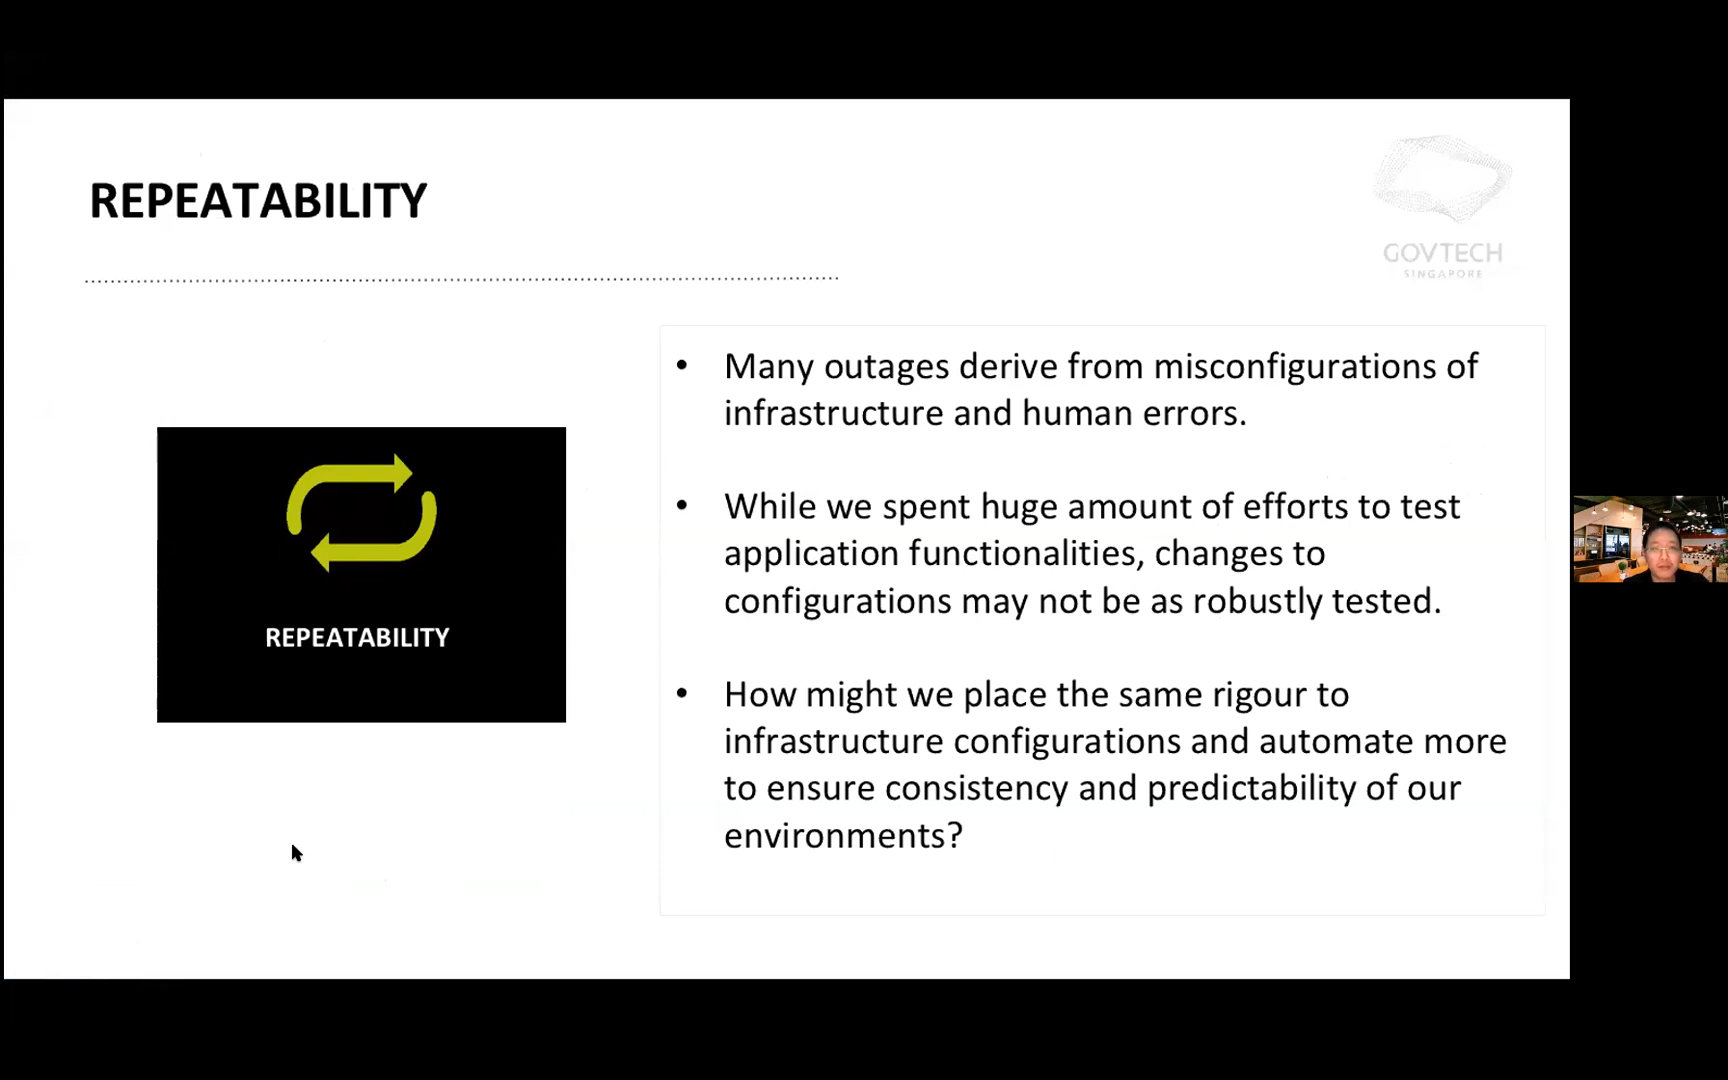 REPEATABILITY
GOVTECH
SINGAPORE
REPEATABILITY
• Many outages derive from misconfigurations of
infrastructure and human errors.
• While we spent huge amount of efforts to test
application functionalities, changes to
configurations may not be as robustly tested.
• How might we place the same rigour to
infrastructure configurations and automate more
to ensure consistency and predictability of our
environments?